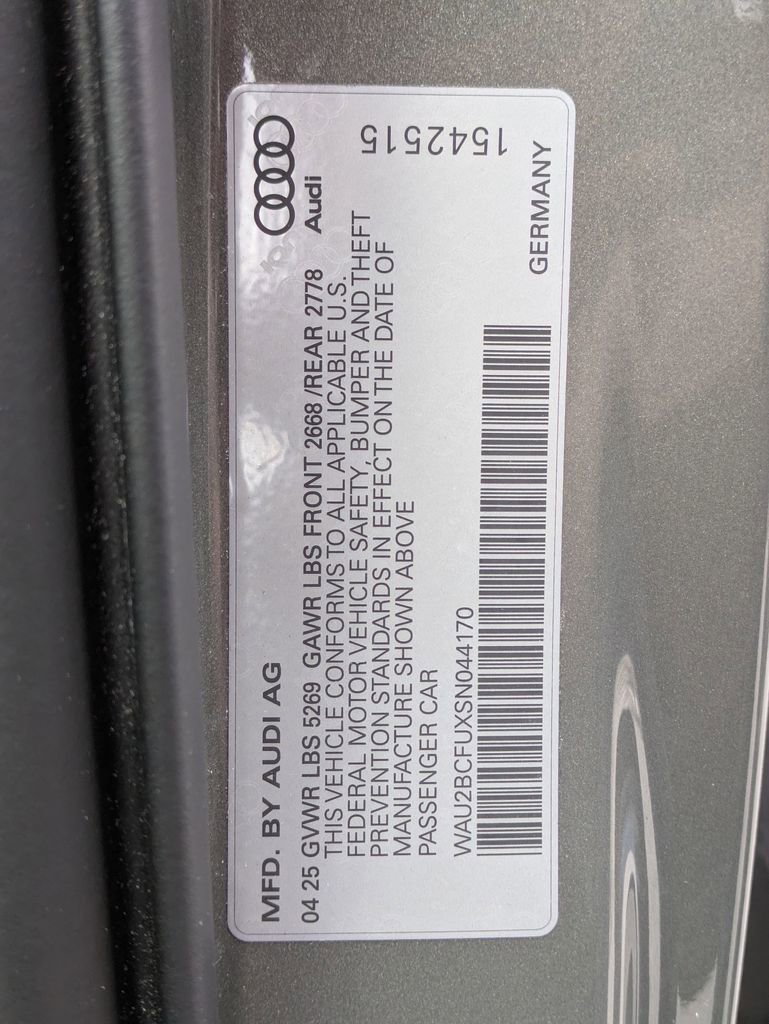 MFD. BY AUDI AG
Audi
04 25 GVWR LBS 5269 GAWR LBS FRONT 2668 /REAR 2778
THIS VEHICLE CONFORMS TO ALL APPLICABLE U.S.
FEDERAL MOTOR VEHICLE SAFETY, BUMPER AND THEFT
PREVENTION STANDARDS IN EFFECT ON THE DATE OF
MANUFACTURE SHOWN ABOVE
PASSENGER CAR
1542515
WAU2BCFUXSN044170
GERMANY